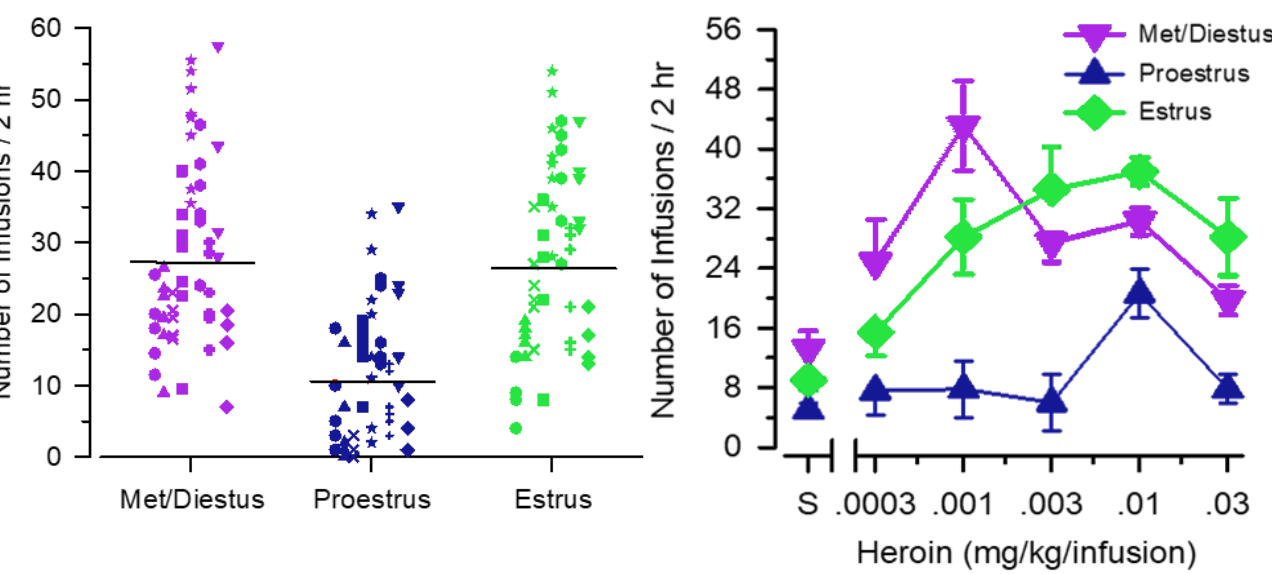 60
50
40
30
20
10
0
Number of Infusions / 2 hr
Met/Diestus Proestrus Estrus
56
48
40
32
24
16
8
0
Number of Infusions / 2 hr
Met/Diestus
Proestrus
Estrus
S .0003 .001 .003 .01 .03
Heroin (mg/kg/infusion)